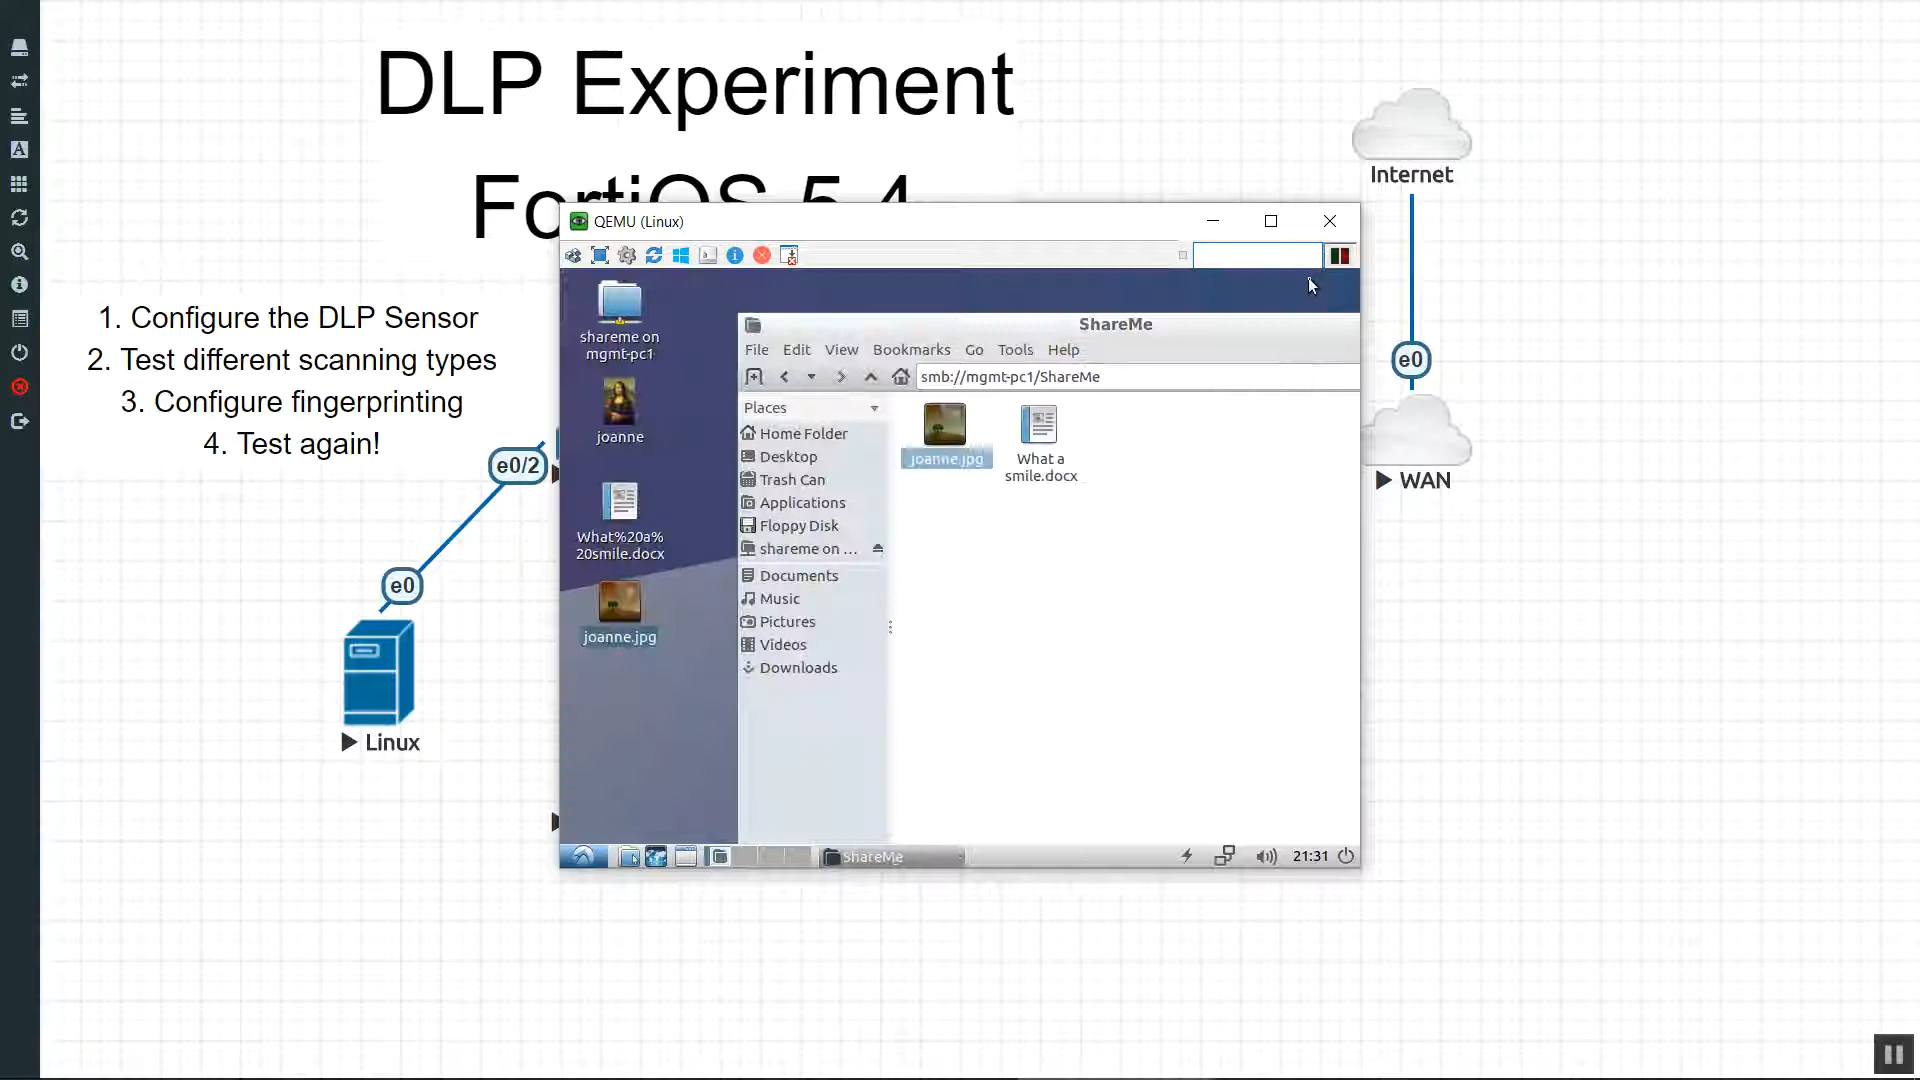 DLP Experiment
FortiOS 5.4
1. Configure the DLP Sensor
2. Test different scanning types
3. Configure fingerprinting
4. Test again!
Internet
e0
WAN
e0/2
e0
Linux
QEMU (Linux)
shareme on
mgmt-pc1
joanne
What%20a%
20smile.docx
joanne.jpg
ShareMe
File Edit View Bookmarks Go Tools Help
smb://mgmt-pc1/ShareMe
Places
Home Folder
Desktop
Trash Can
Applications
Floppy Disk
shareme on ...
Documents
Music
Pictures
Videos
Downloads
joanne.jpg
What a
smile.docx
ShareMe
21:31